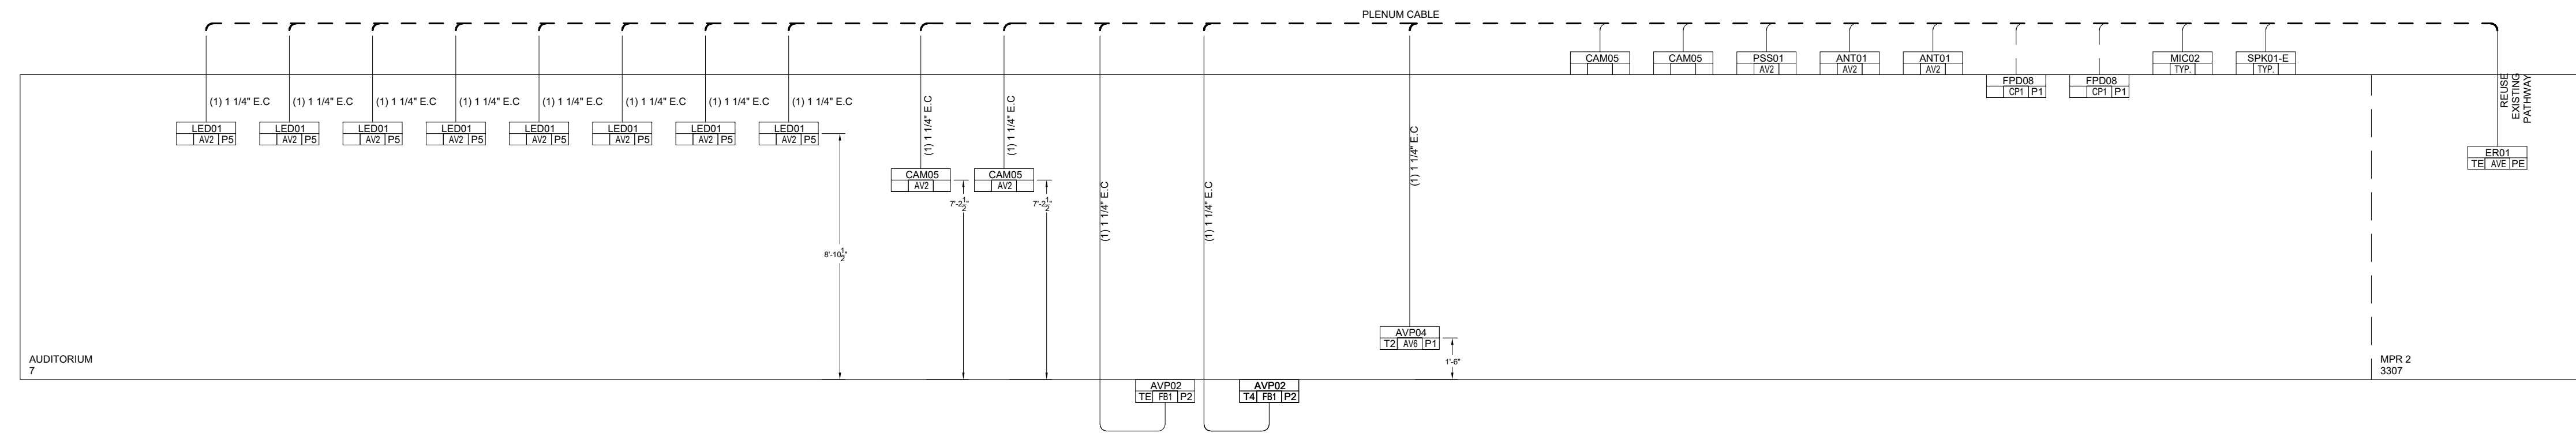 PLENUM CABLE
CAM05
CAM05
PSS01
AV2
ANT01
AV2
ANT01
AV2
FPD08
CP1 P1
FPD08
CP1 P1
MIC02
TYP.
SPK01-E
TYP.
(1) 1 1/4" E.C
(1) 1 1/4" E.C
(1) 1 1/4" E.C
(1) 1 1/4" E.C
(1) 1 1/4" E.C
(1) 1 1/4" E.C
(1) 1 1/4" E.C
(1) 1 1/4" E.C
LED01
AV2 P5
LED01
AV2 P5
LED01
AV2 P5
LED01
AV2 P5
LED01
AV2 P5
LED01
AV2 P5
LED01
AV2 P5
LED01
AV2 P5
8'-10 1/2"
(1) 1 1/4" E.C
(1) 1 1/4" E.C
CAM05
AV2
7'-2 1/2"
CAM05
AV2
7'-2 1/2"
(1) 1 1/4" E.C
(1) 1 1/4" E.C
(1) 1 1/4" E.C
REUSE
EXISTING
PATHWAY
ER01
TE AVE PE
AVP04
T2 AV6 P1
1'-6"
AUDITORIUM
7
MPR 2
3307
AVP02
TE FB1 P2
AVP02
T4 FB1 P2